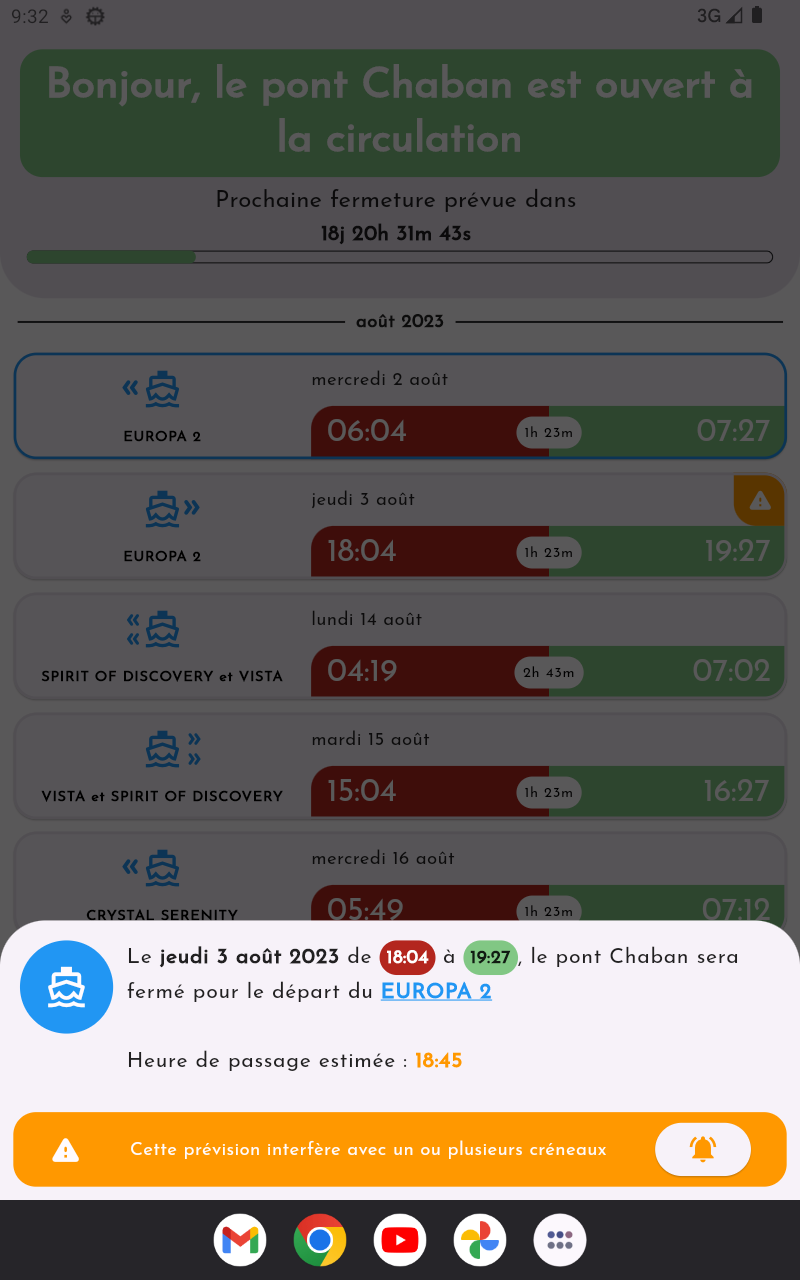 9:32
3G
Bonjour, le pont Chaban est ouvert à
la circulation
Prochaine fermeture prévue dans
18j 20h 31m 43s
août 2023
mercredi 2 août
EUROPA 2
06:04
1h 23m
07:27
jeudi 3 août
EUROPA 2
18:04
1h 23m
19:27
lundi 14 août
SPIRIT OF DISCOVERY et VISTA
04:19
2h 43m
07:02
mardi 15 août
VISTA et SPIRIT OF DISCOVERY
15:04
1h 23m
16:27
mercredi 16 août
CRYSTAL SERENITY
05:49
1h 23m
07:12
Le jeudi 3 août 2023 de 18:04 à 19:27, le pont Chaban sera
fermé pour le départ du EUROPA 2
Heure de passage estimée : 18:45
Cette prévision interfère avec un ou plusieurs créneaux